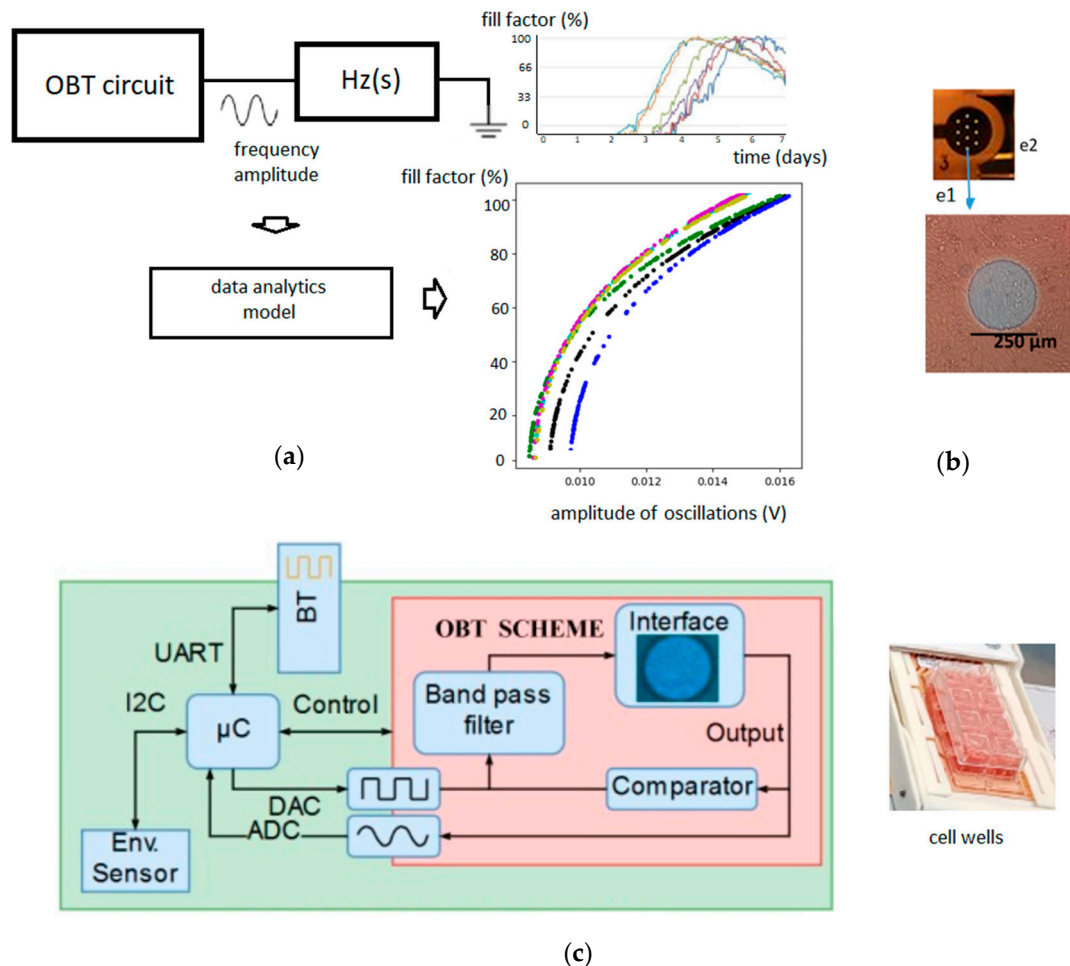 OBT circuit
Hz(s)
frequency
amplitude
data analytics
model
fill factor (%)
100
66
33
0
0 1 2 3 4 5 6 7
time (days)
fill factor (%)
100
80
60
40
20
0
0.010 0.012 0.014 0.016
amplitude of oscillations (V)
(a)
3
e2
e1
250 µm
(b)
BT
UART
I2C
µC
Control
DAC
ADC
Env.
Sensor
OBT SCHEME
Interface
Band pass
filter
Output
Comparator
cell wells
(c)